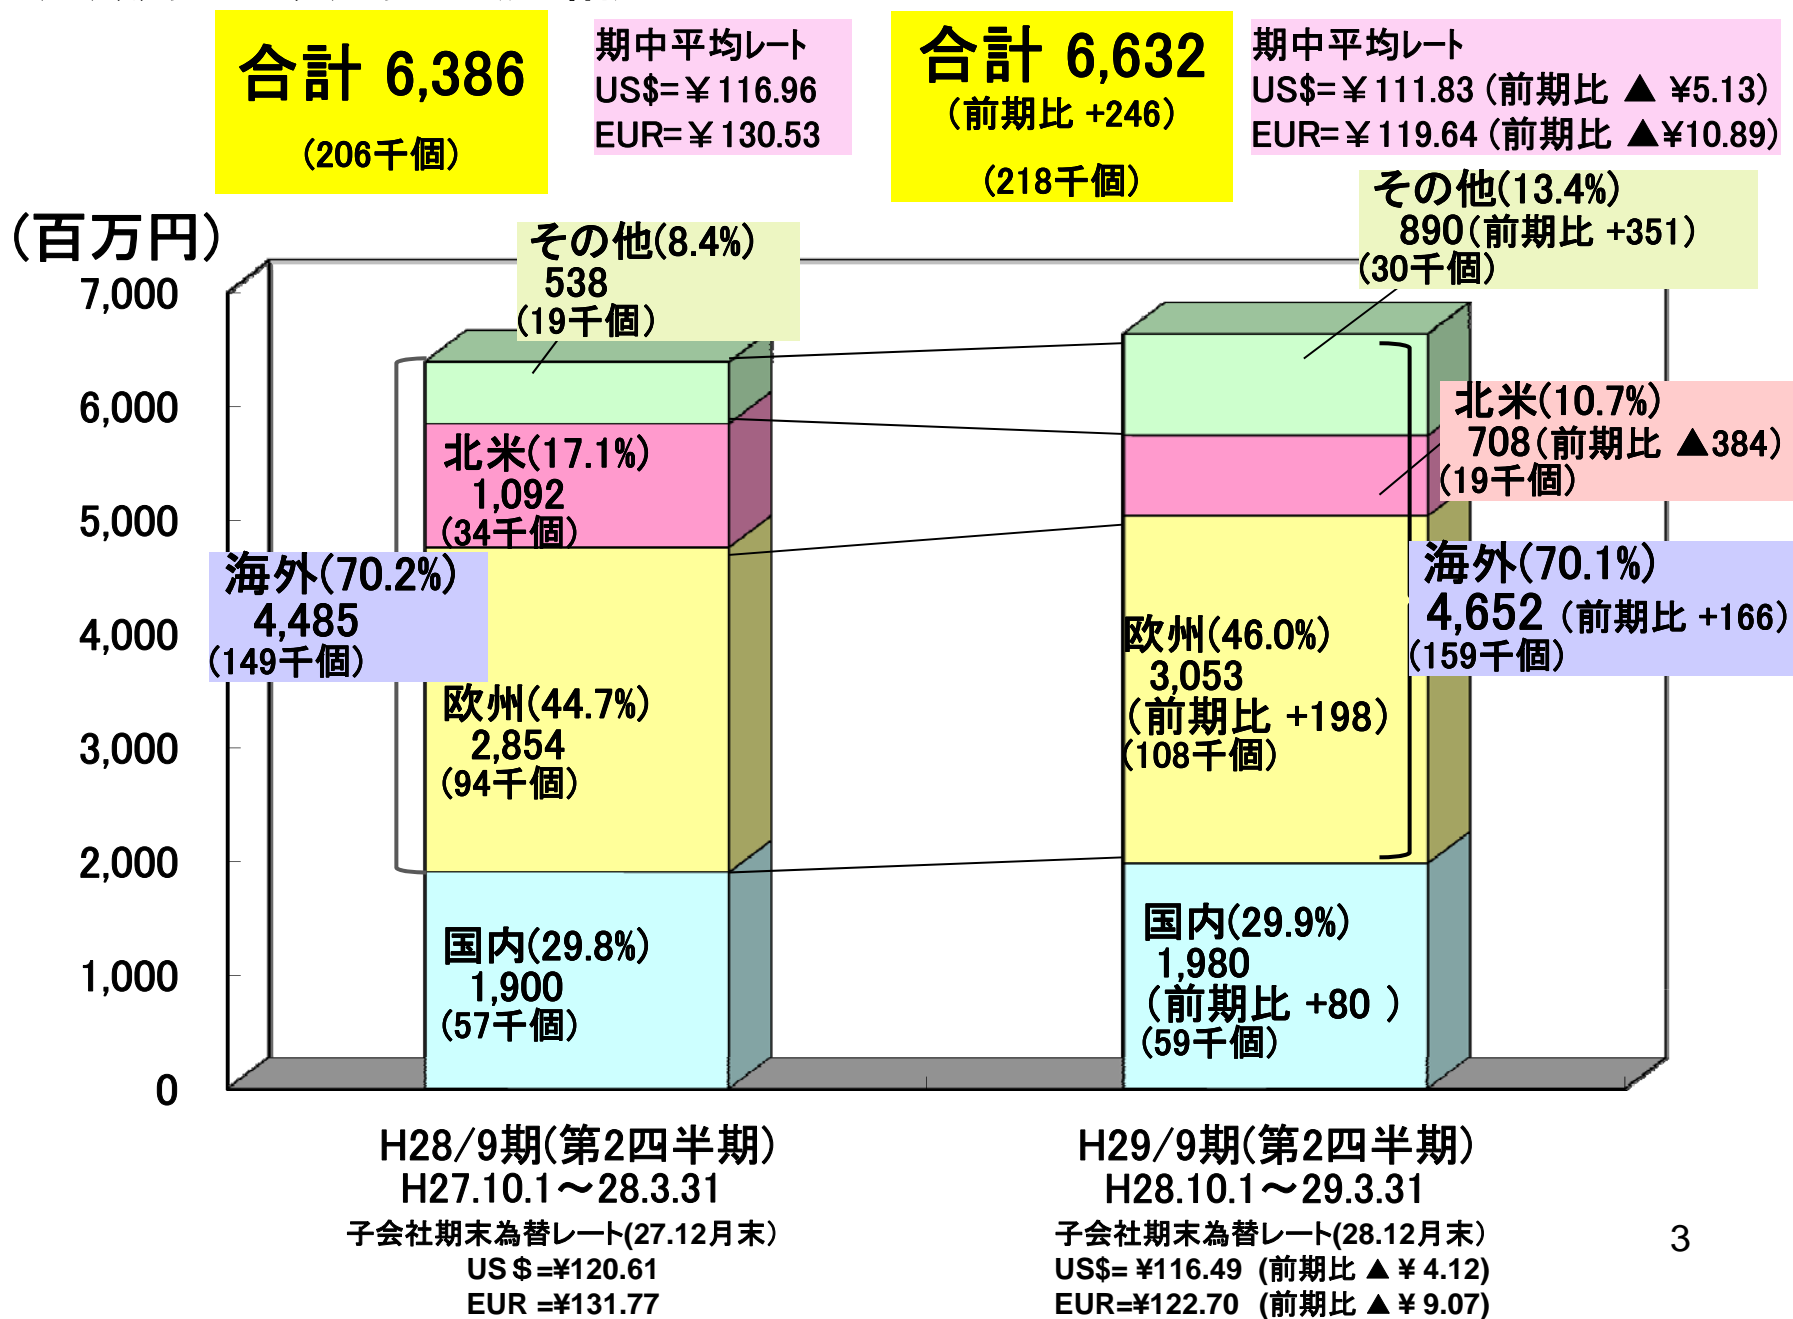 合計 6,386
(206千個)
期中平均レート
US$=￥116.96
EUR=￥130.53
合計 6,632
(前期比 +246)
(218千個)
期中平均レート
US$=￥111.83 (前期比 ▲ ¥5.13)
EUR=￥119.64 (前期比 ▲¥10.89)
(百万円)
その他(8.4%)
538
(19千個)
その他(13.4%)
890(前期比 +351)
(30千個)
7,000
6,000
5,000
4,000
3,000
2,000
1,000
0
北米(17.1%)
1,092
(34千個)
北米(10.7%)
708(前期比 ▲384)
(19千個)
海外(70.2%)
4,485
(149千個)
海外(70.1%)
4,652 (前期比 +166)
(159千個)
欧州(44.7%)
2,854
(94千個)
欧州(46.0%)
3,053
(前期比 +198)
(108千個)
国内(29.8%)
1,900
(57千個)
国内(29.9%)
1,980
(前期比 +80 )
(59千個)
H28/9期(第2四半期)
H27.10.1～28.3.31
子会社期末為替レート(27.12月末)
US＄=¥120.61
EUR =¥131.77
H29/9期(第2四半期)
H28.10.1～29.3.31
子会社期末為替レート(28.12月末)
US$= ¥116.49 (前期比 ▲ ¥ 4.12)
EUR=¥122.70 (前期比 ▲ ¥ 9.07)
3